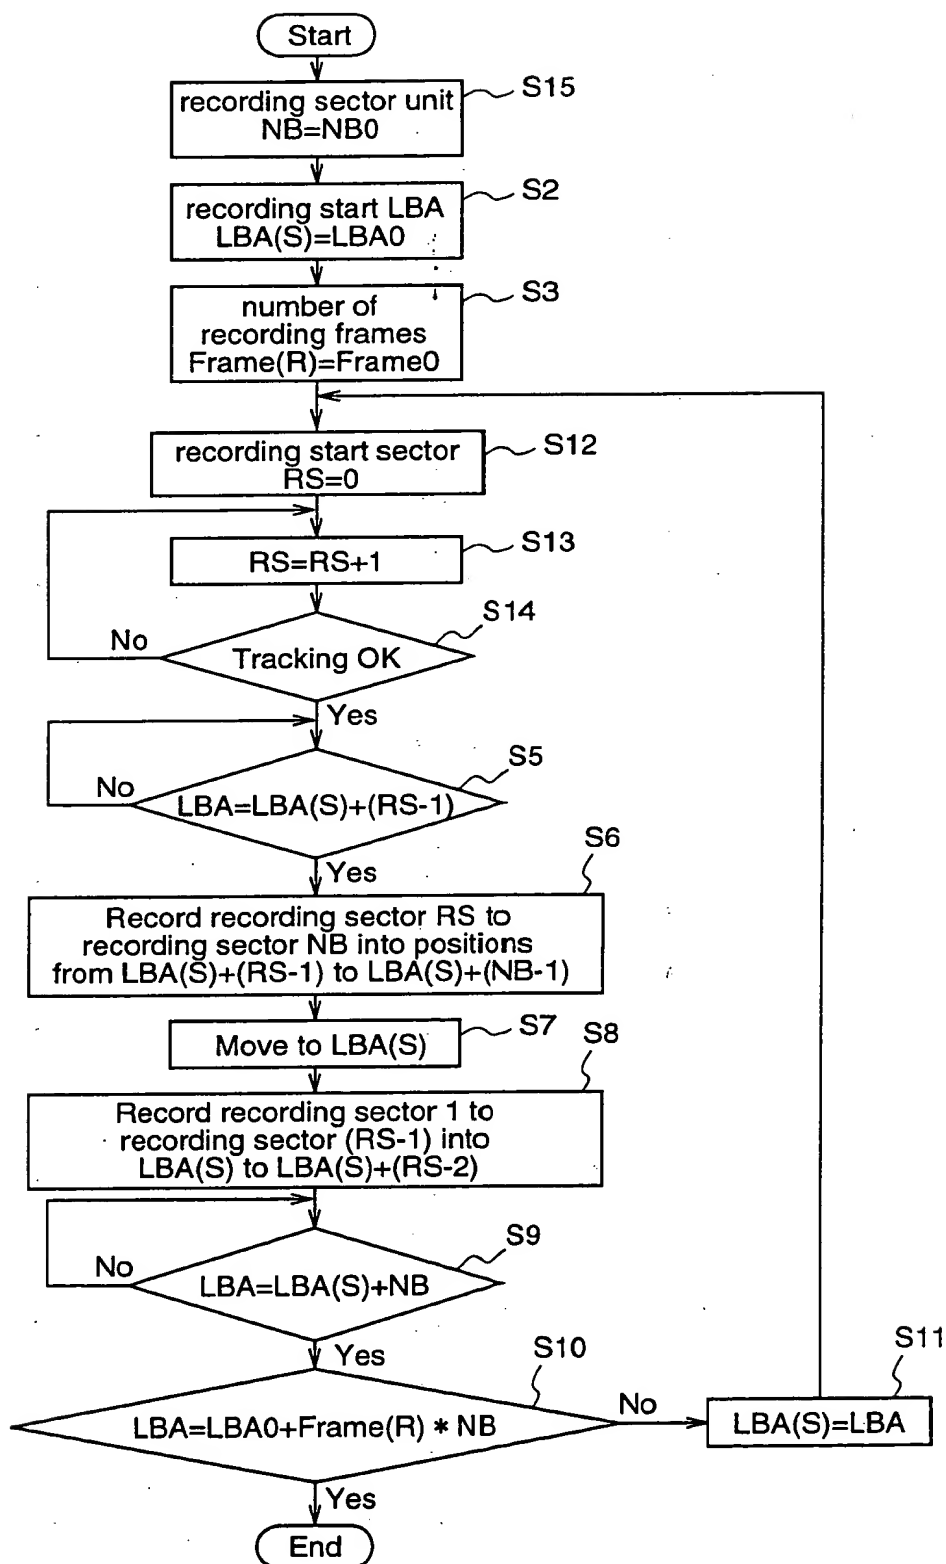 Start
recording sector unit
NB=NB0
S15
recording start LBA
LBA(S)=LBA0
S2
number of
recording frames
Frame(R)=Frame0
S3
recording start sector
RS=0
S12
RS=RS+1
S13
Tracking OK
S14
No
Yes
LBA=LBA(S)+(RS-1)
S5
No
Yes
Record recording sector RS to
recording sector NB into positions
from LBA(S)+(RS-1) to LBA(S)+(NB-1)
S6
Move to LBA(S)
S7
Record recording sector 1 to
recording sector (RS-1) into
LBA(S) to LBA(S)+(RS-2)
S8
LBA=LBA(S)+NB
S9
No
Yes
LBA=LBA0+Frame(R) * NB
S10
No
LBA(S)=LBA
S11
Yes
End